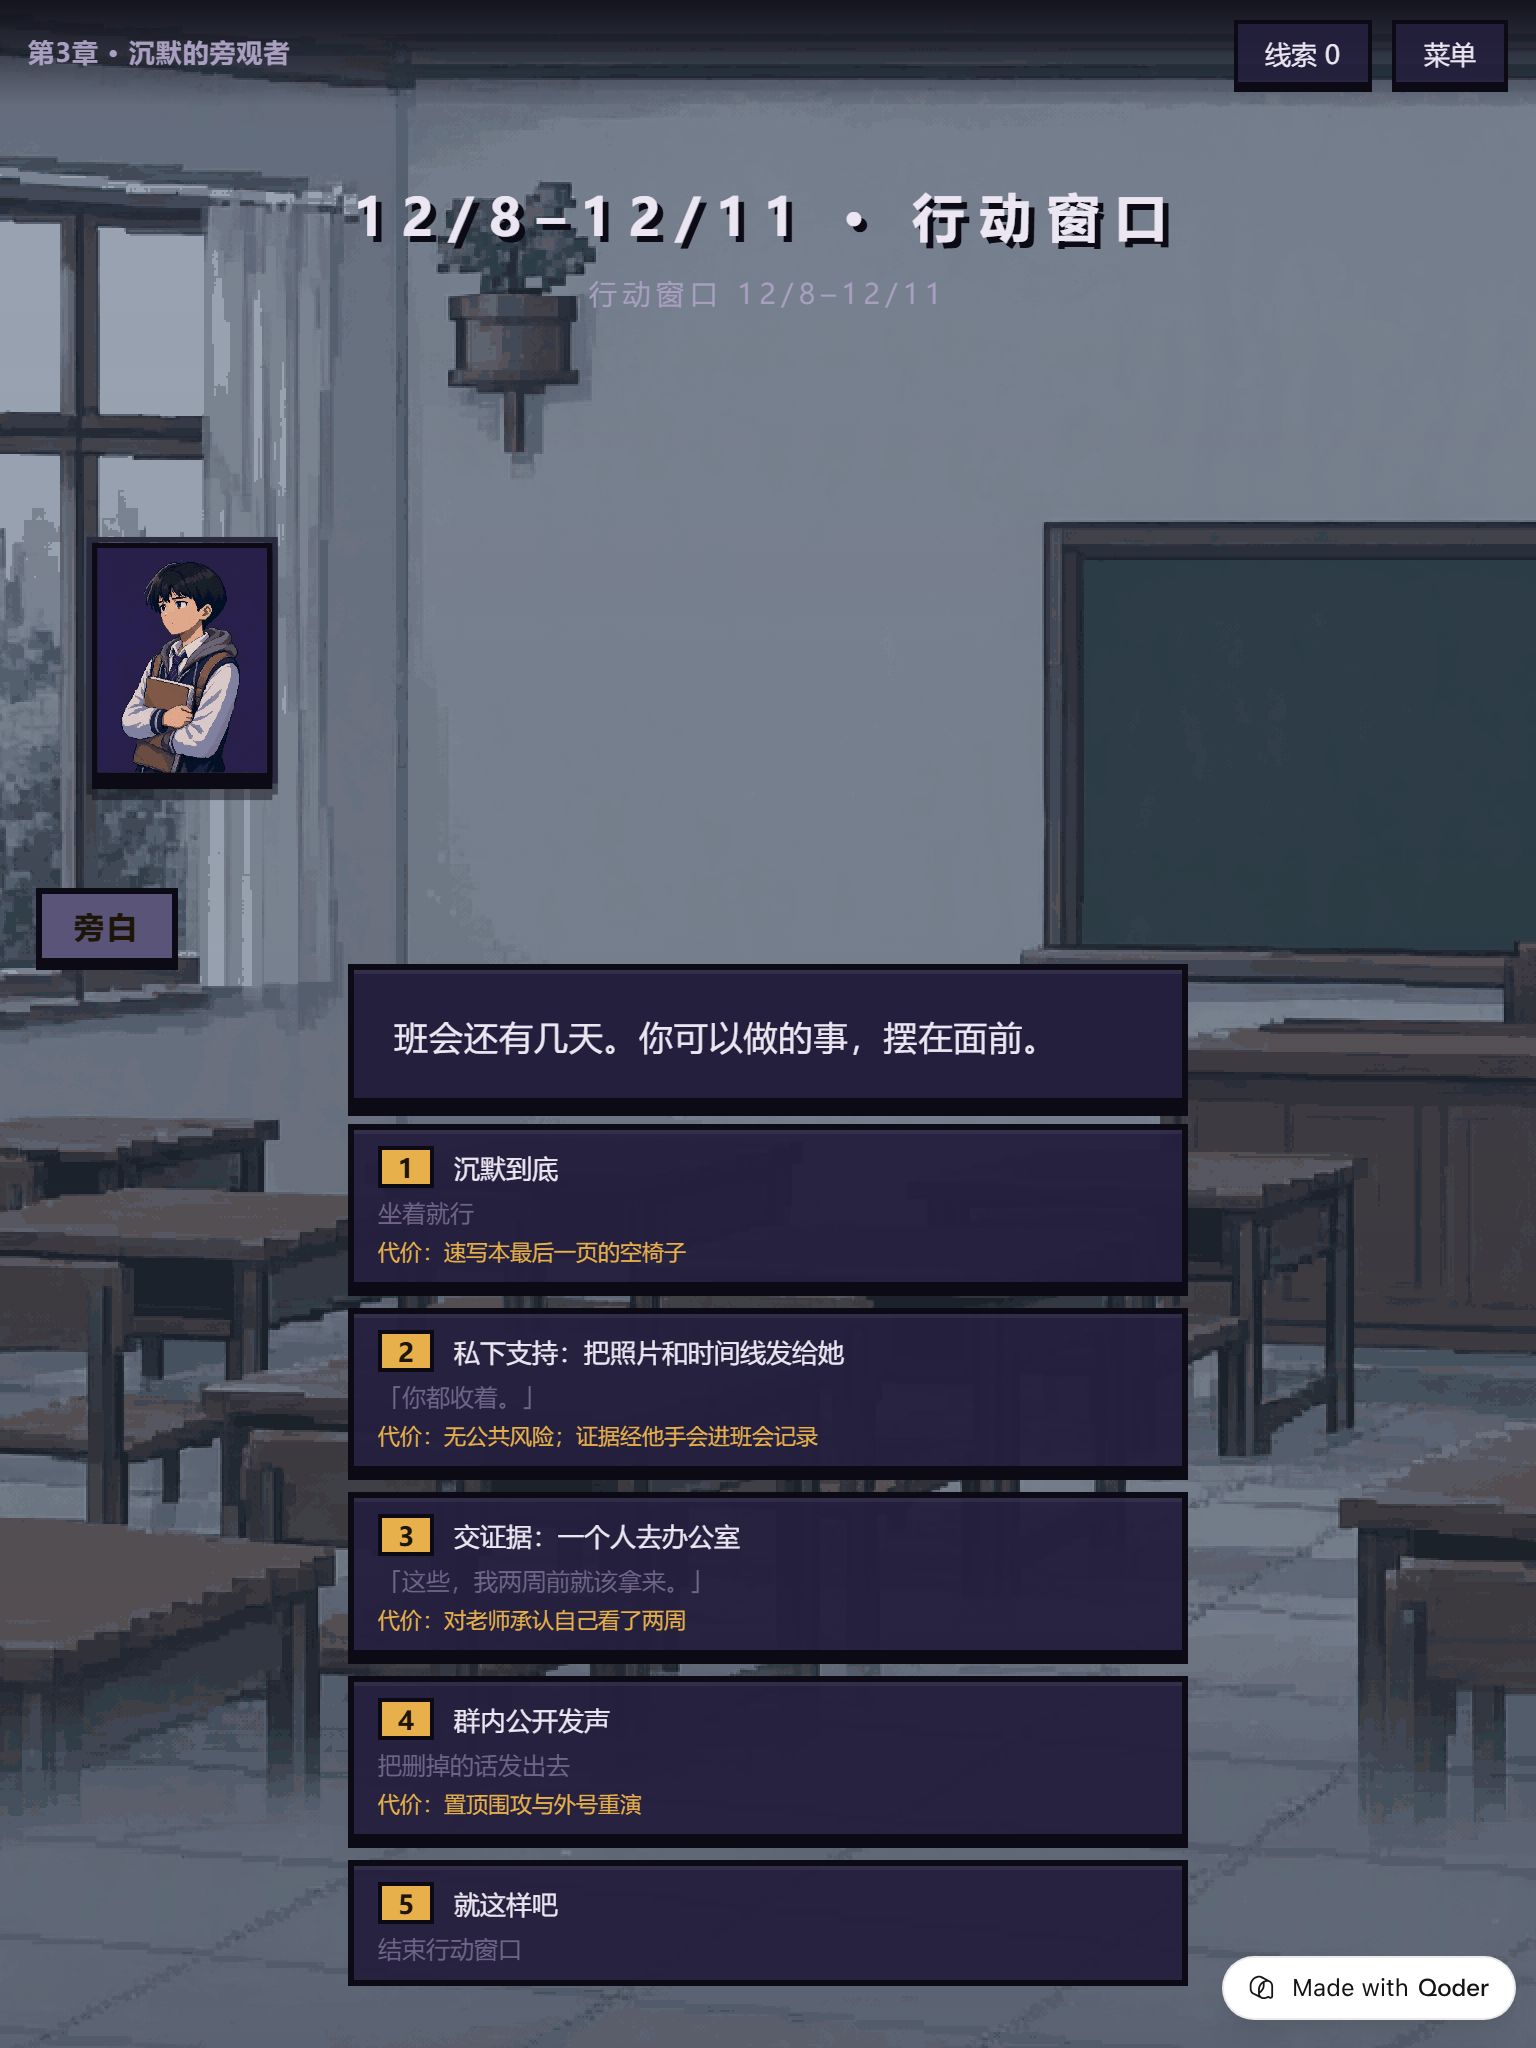 第3章 • 沉默的旁观者
线索 0
菜单
12/8–12/11 • 行动窗口
行动窗口 12/8–12/11
旁白
班会还有几天。你可以做的事，摆在面前。
1 沉默到底
坐着就行
代价：速写本最后一页的空椅子
2 私下支持：把照片和时间线发给她
「你都收着。」
代价：无公共风险；证据经他手会进班会记录
3 交证据：一个人去办公室
「这些，我两周前就该拿来。」
代价：对老师承认自己看了两周
4 群内公开发声
把删掉的话发出去
代价：置顶围攻与外号重演
5 就这样吧
结束行动窗口
Made with Qoder